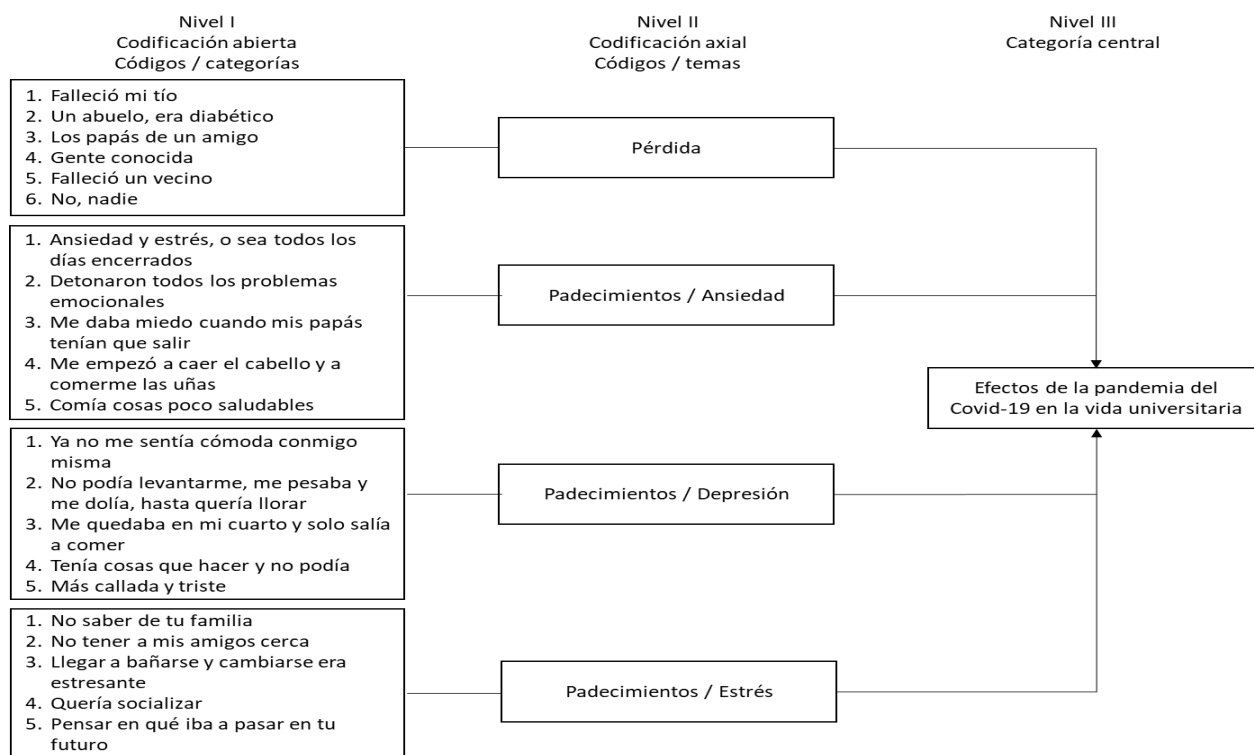 Nivel I
Codificación abierta
Códigos / categorías
Nivel II
Codificación axial
Códigos / temas
Nivel III
Categoría central
1. Falleció mi tío
2. Un abuelo, era diabético
3. Los papás de un amigo
4. Gente conocida
5. Falleció un vecino
6. No, nadie
Pérdida
1. Ansiedad y estrés, o sea todos los
días encerrados
2. Detonaron todos los problemas
emocionales
3. Me daba miedo cuando mis papás
tenían que salir
4. Me empezó a caer el cabello y a
comerme las uñas
5. Comía cosas poco saludables
Padecimientos / Ansiedad
Efectos de la pandemia del
Covid-19 en la vida universitaria
1. Ya no me sentía cómoda conmigo
misma
2. No podía levantarme, me pesaba y
me dolía, hasta quería llorar
3. Me quedaba en mi cuarto y solo salía
a comer
4. Tenía cosas que hacer y no podía
5. Más callada y triste
Padecimientos / Depresión
1. No saber de tu familia
2. No tener a mis amigos cerca
3. Llegar a bañarse y cambiarse era
estresante
4. Quería socializar
5. Pensar en qué iba a pasar en tu
futuro
Padecimientos / Estrés